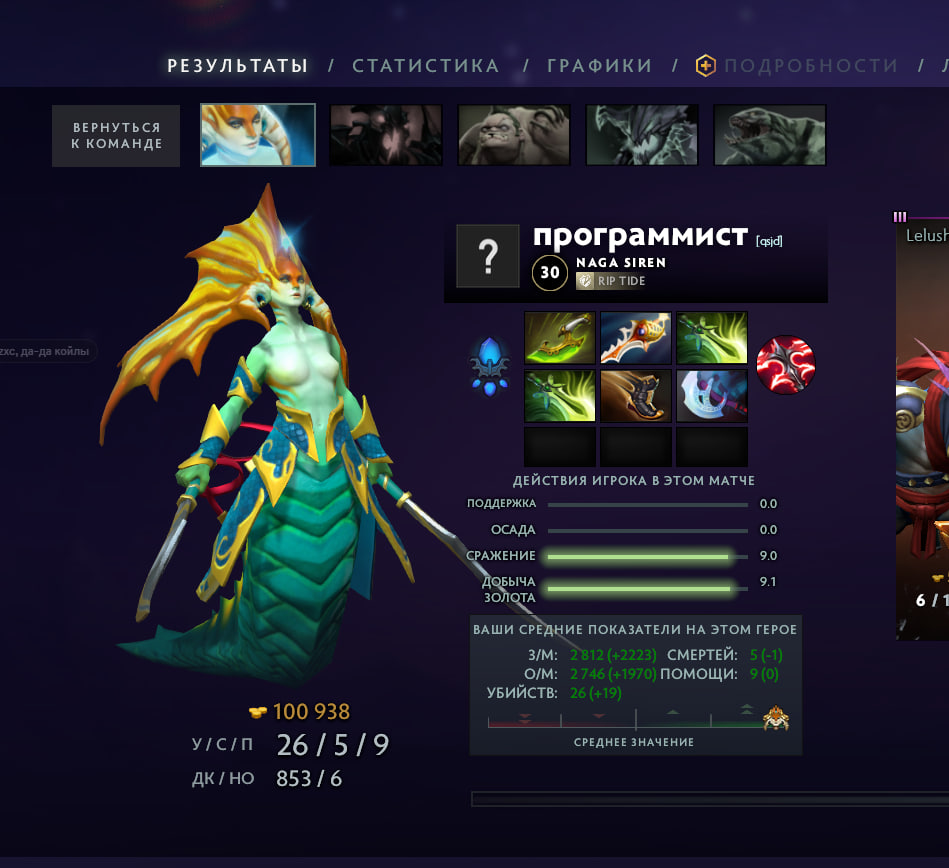 РЕЗУЛЬТАТЫ / СТАТИСТИКА / ГРАФИКИ / ПОДРОБНОСТИ /
ВЕРНУТЬСЯ
К КОМАНДЕ
?
программист [qsjd]
30
NAGA SIREN
RIP TIDE
Lelush
zxc, да-да койлы
ДЕЙСТВИЯ ИГРОКА В ЭТОМ МАТЧЕ
ПОДДЕРЖКА 0.0
ОСАДА 0.0
СРАЖЕНИЕ 9.0
ДОБЫЧА
ЗОЛОТА 9.1
6 / 1
ВАШИ СРЕДНИЕ ПОКАЗАТЕЛИ НА ЭТОМ ГЕРОЕ
З/М: 2 812 (+2223) СМЕРТЕЙ: 5 (-1)
О/М: 2 746 (+1970) ПОМОЩИ: 9 (0)
УБИЙСТВ: 26 (+19)
СРЕДНЕЕ ЗНАЧЕНИЕ
100 938
У / С / П 26 / 5 / 9
ДК / НО 853 / 6